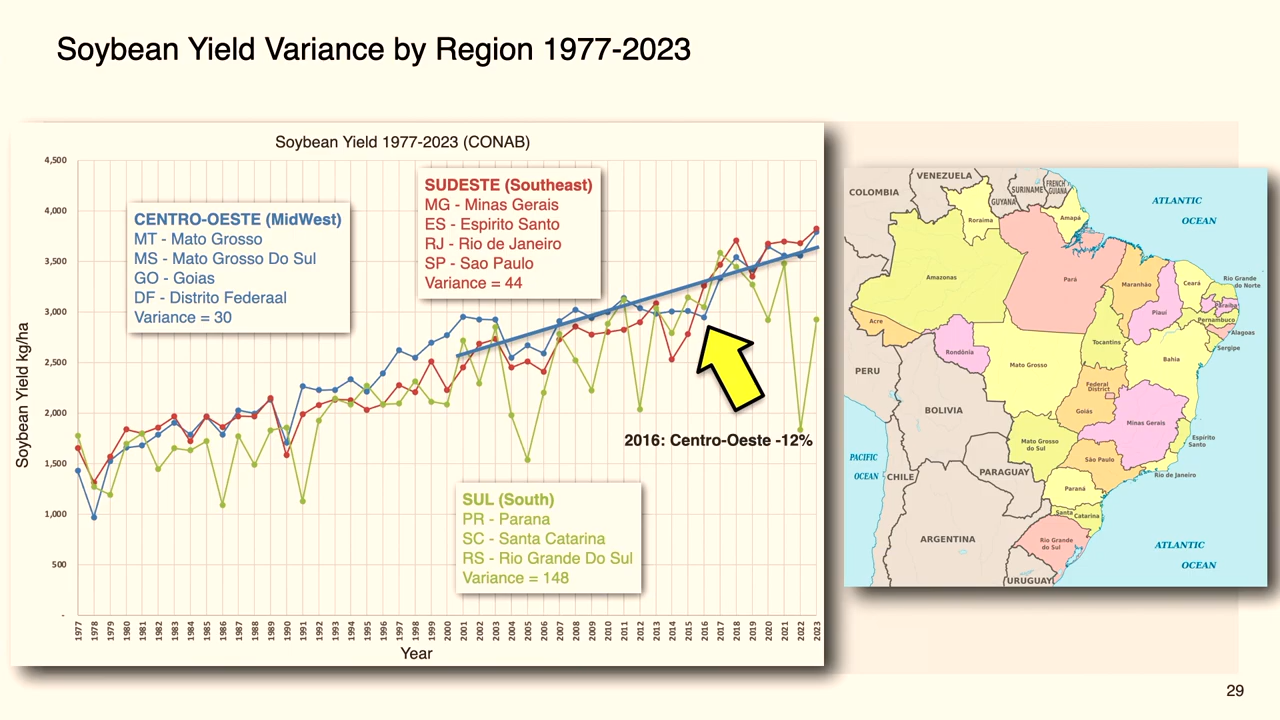 Soybean Yield Variance by Region 1977-2023
Soybean Yield 1977-2023 (CONAB)
4,500
4,000
3,500
3,000
2,500
2,000
1,500
1,000
500
-
Soybean Yield kg/ha
CENTRO-OESTE (MidWest)
MT - Mato Grosso
MS - Mato Grosso Do Sul
GO - Goias
DF - Distrito Federaal
Variance = 30
SUDESTE (Southeast)
MG - Minas Gerais
ES - Espirito Santo
RJ - Rio de Janeiro
SP - Sao Paulo
Variance = 44
2016: Centro-Oeste -12%
SUL (South)
PR - Parana
SC - Santa Catarina
RS - Rio Grande Do Sul
Variance = 148
1977
1978
1979
1980
1981
1982
1983
1984
1985
1986
1987
1988
1989
1990
1991
1992
1993
1994
1995
1996
1997
1998
1999
2000
2001
2002
2003
2004
2005
2006
2007
2008
2009
2010
2011
2012
2013
2014
2015
2016
2017
2018
2019
2020
2021
2022
2023
Year
VENEZUELA
COLOMBIA
GUYANA
SURINAME
FRENCH
GUIANA
ATLANTIC
OCEAN
Roraima
Amapá
Amazonas
Pará
Maranhão
Ceará
Rio Grande
do Norte
Paraíba
Piauí
Pernambuco
Alagoas
Sergipe
Acre
Rondônia
Tocantins
Mato Grosso
Bahia
PERU
Federal
District
Goiás
BOLIVIA
Minas Gerais
Mato Grosso
do Sul
Espírito
Santo
São Paulo
Rio de Janeiro
PACIFIC
OCEAN
CHILE
PARAGUAY
Paraná
Santa
Catarina
ARGENTINA
Rio Grande
do Sul
ATLANTIC
OCEAN
URUGUAY
29